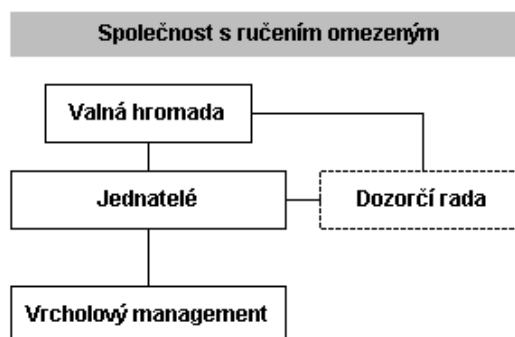 Společnost s ručením omezeným
Valná hromada
Jednatelé
Dozorčí rada
Vrcholový management